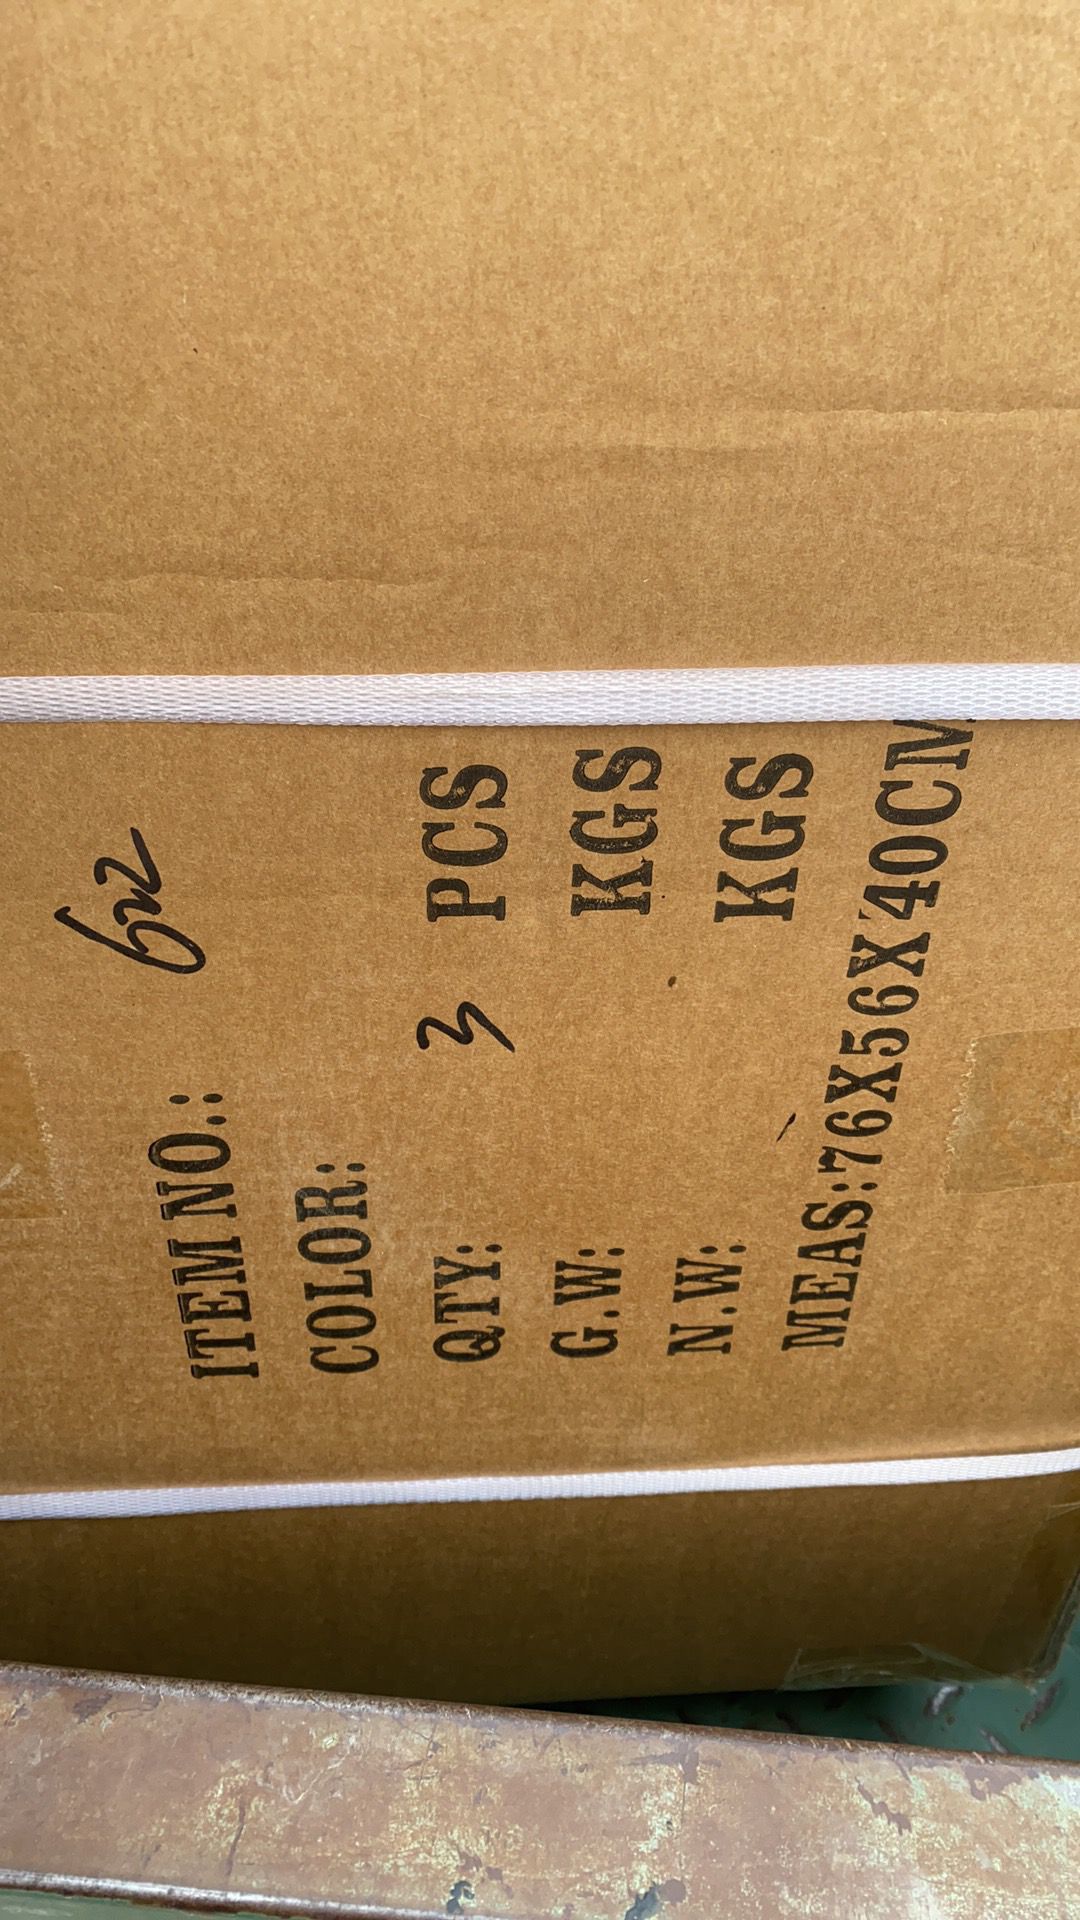 ITEM NO.: 622
COLOR:
QTY: 3 PCS
G.W: KGS
N.W: KGS
MEAS:76X56X40CM